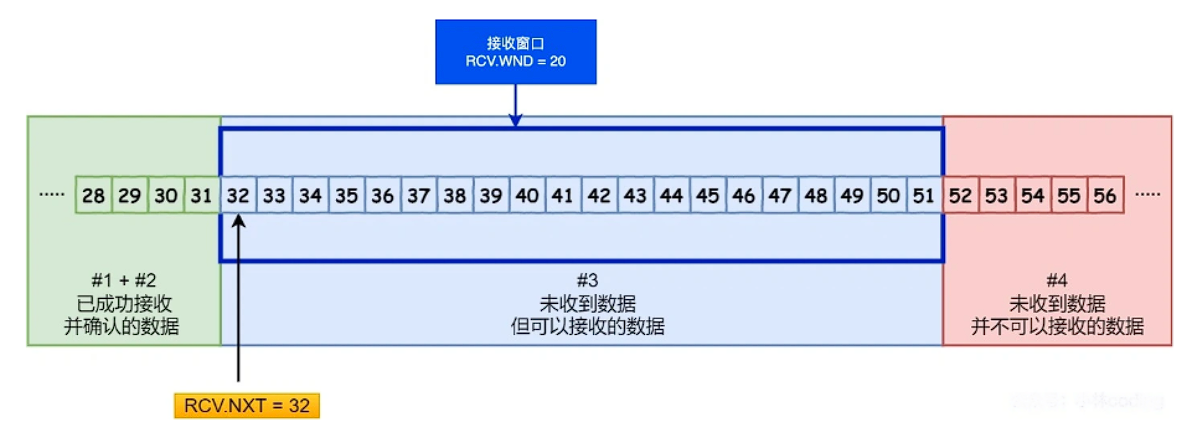 接收窗口
RCV.WND = 20
..... 28 29 30 31 32 33 34 35 36 37 38 39 40 41 42 43 44 45 46 47 48 49 50 51 52 53 54 55 56 .....
#1 + #2
已成功接收
并确认的数据
#3
未收到数据
但可以接收的数据
#4
未收到数据
并不可以接收的数据
RCV.NXT = 32